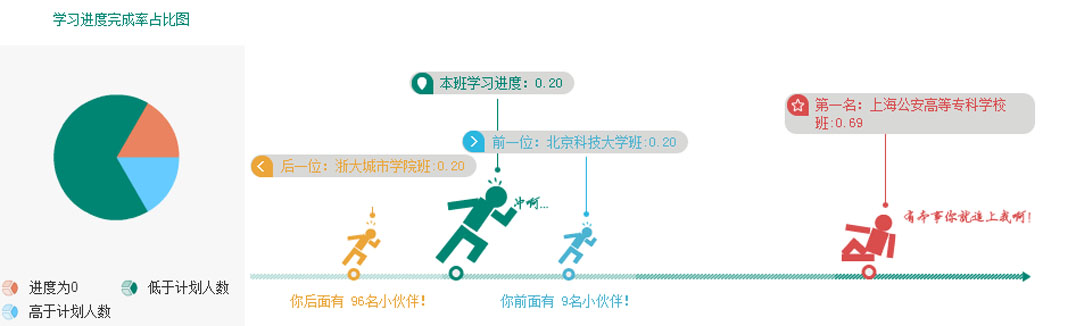 学习进度完成率占比图
本班学习进度：0.20
第一名：上海公安高等专科学校
班:0.69
前一位：北京科技大学班:0.20
后一位：浙大城市学院班:0.20
冲啊...
有本事你就追上我啊!
进度为0
低于计划人数
高于计划人数
你后面有 96名小伙伴!
你前面有 9名小伙伴!